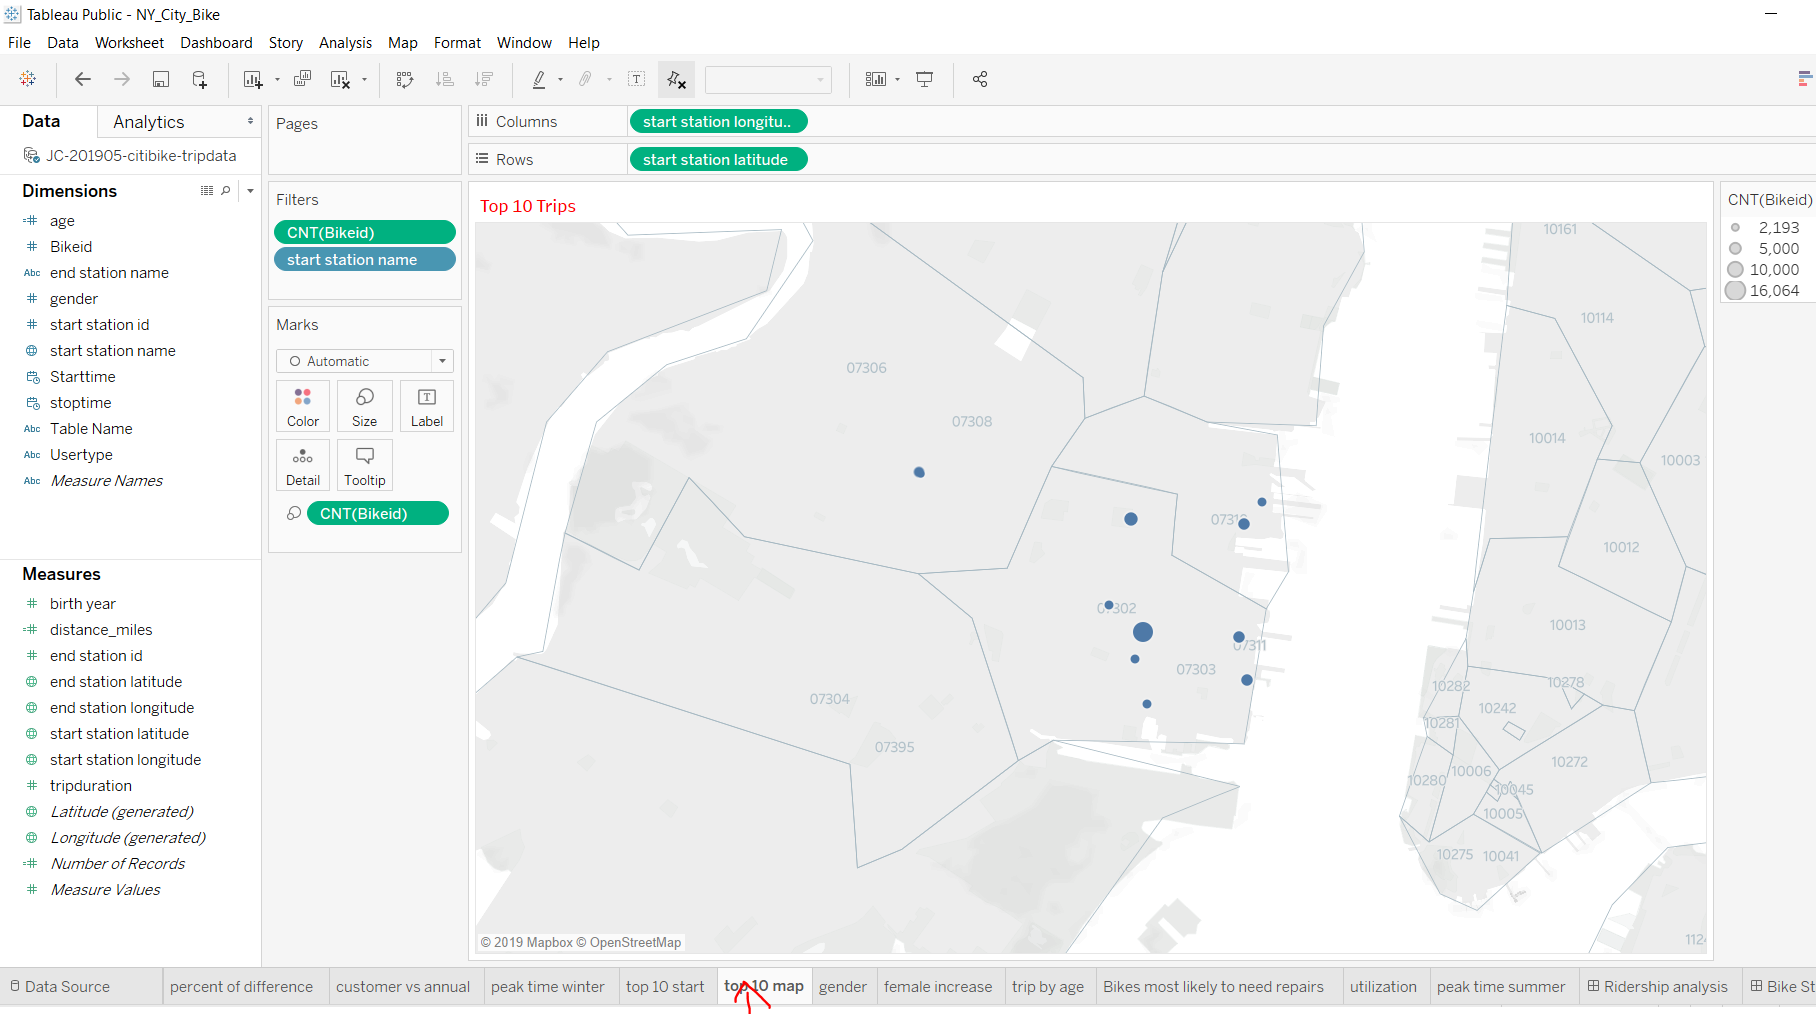 Tableau Public - NY_City_Bike
File Data Worksheet Dashboard Story Analysis Map Format Window Help
Data Analytics
JC-201905-citibike-tripdata
Dimensions
age
Bikeid
Abc end station name
gender
start station id
start station name
Starttime
stoptime
Abc Table Name
Abc Usertype
Abc Measure Names
Measures
birth year
distance_miles
end station id
end station latitude
end station longitude
start station latitude
start station longitude
tripduration
Latitude (generated)
Longitude (generated)
Number of Records
Measure Values
Pages
Filters
CNT(Bikeid)
start station name
Marks
Automatic
Color Size Label
Detail Tooltip
CNT(Bikeid)
Columns start station longitu..
Rows start station latitude
Top 10 Trips
10161
10114
07306
07308
10014
10003
0731
10012
07302
10013
07311
07303
10282
10278
07304
10242
10281
07395
10272
10006
10280
10045
10005
10275 10041
112
© 2019 Mapbox © OpenStreetMap
CNT(Bikeid)
2,193
5,000
10,000
16,064
Data Source percent of difference customer vs annual peak time winter top 10 start top 10 map gender female increase trip by age Bikes most likely to need repairs utilization peak time summer Ridership analysis Bike St